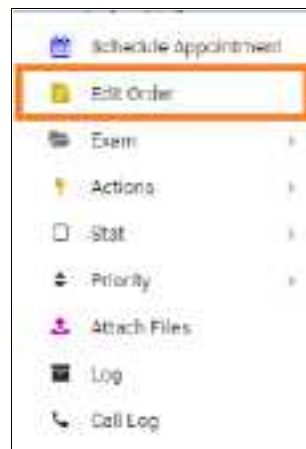 Schedule Appointment
Edit Order
Exam
Actions
Stat
Priority
Attach Files
Log
Call Log